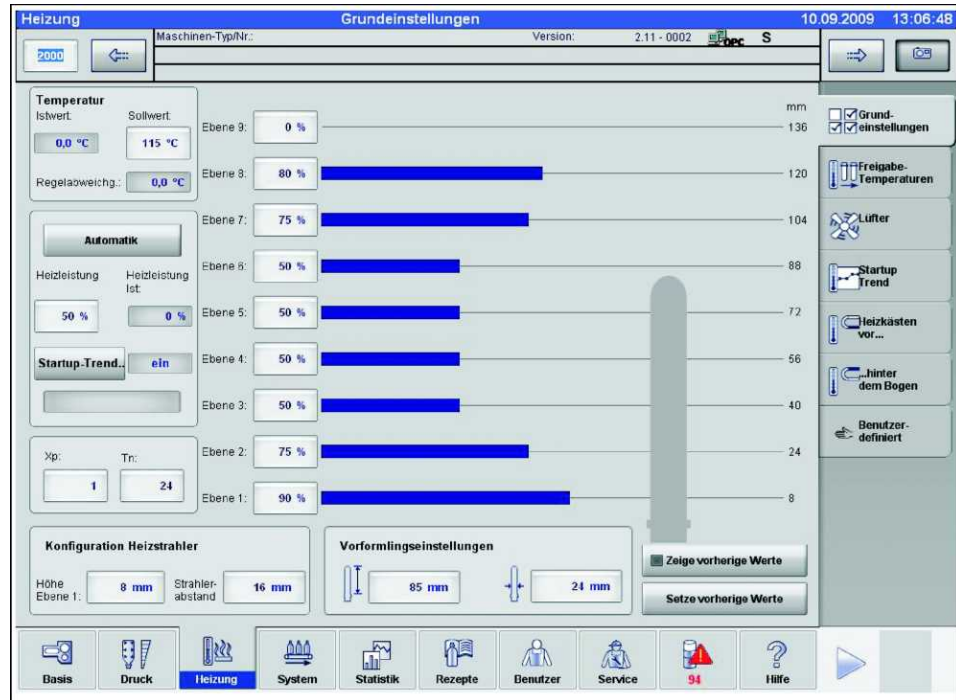 Heizung Grundeinstellungen 10.09.2009 13:06:48
2000 Maschinen-Typ/Nr.: Version: 2.11 - 0002 OPC S
Temperatur
Istwert: Sollwert:
0,0 °C 115 °C
Regelabweichg.: 0,0 °C
Automatik
Heizleistung Heizleistung
Ist:
50 % 0 %
Startup-Trend.. ein
Xp: Tn:
1 24
mm
Ebene 9: 0 % 136
Ebene 8: 80 % 120
Ebene 7: 75 % 104
Ebene 6: 50 % 88
Ebene 5: 50 % 72
Ebene 4: 50 % 56
Ebene 3: 50 % 40
Ebene 2: 75 % 24
Ebene 1: 90 % 8
Konfiguration Heizstrahler
Höhe
Ebene 1: 8 mm
Strahler-
abstand 16 mm
Vorformlingseinstellungen
85 mm 24 mm
Zeige vorherige Werte
Setze vorherige Werte
Grund-
einstellungen
Freigabe-
Temperaturen
Lüfter
Startup
Trend
Heizkästen
vor...
...hinter
dem Bogen
Benutzer-
definiert
Basis Druck Heizung System Statistik Rezepte Benutzer Service 94 Hilfe